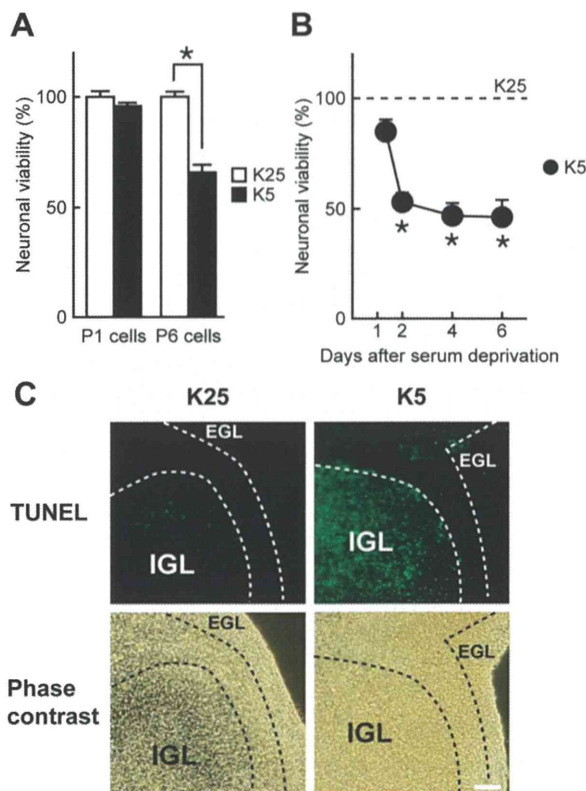 A
*
Neuronal viability (%)
100
50
0
P1 cells
P6 cells
K25
K5
B
Neuronal viability (%)
K25
100
50
0
* * *
K5
1 2 4 6
Days after serum deprivation
C
K25
K5
TUNEL
EGL
IGL
EGL
IGL
Phase
contrast
EGL
IGL
EGL
IGL